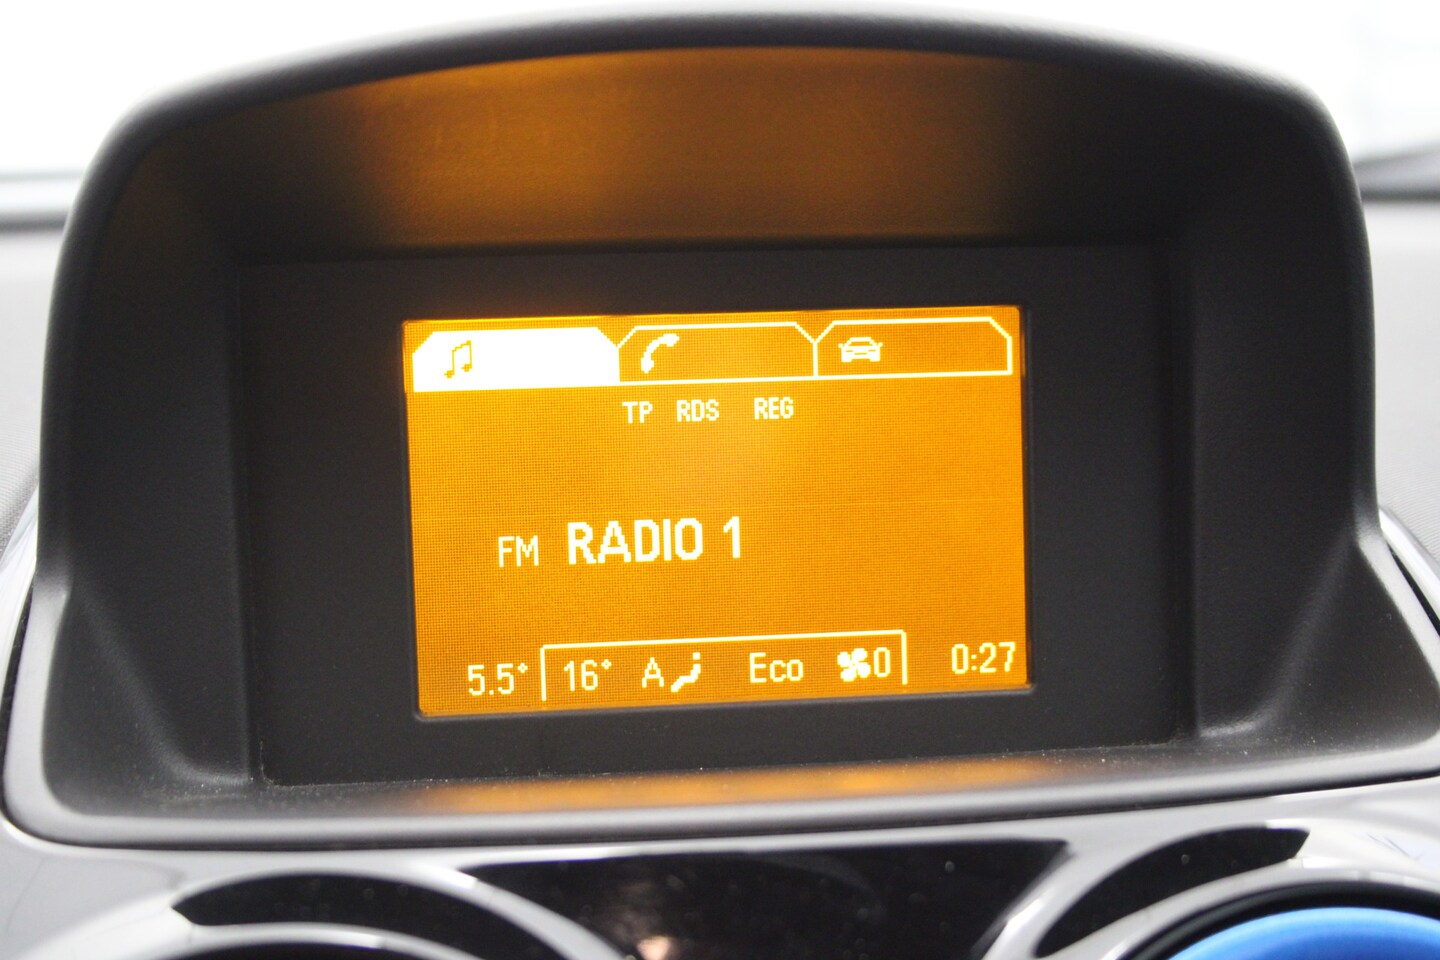 TP RDS REG
FM RADIO 1
5.5° 16° A Eco 0 0:27